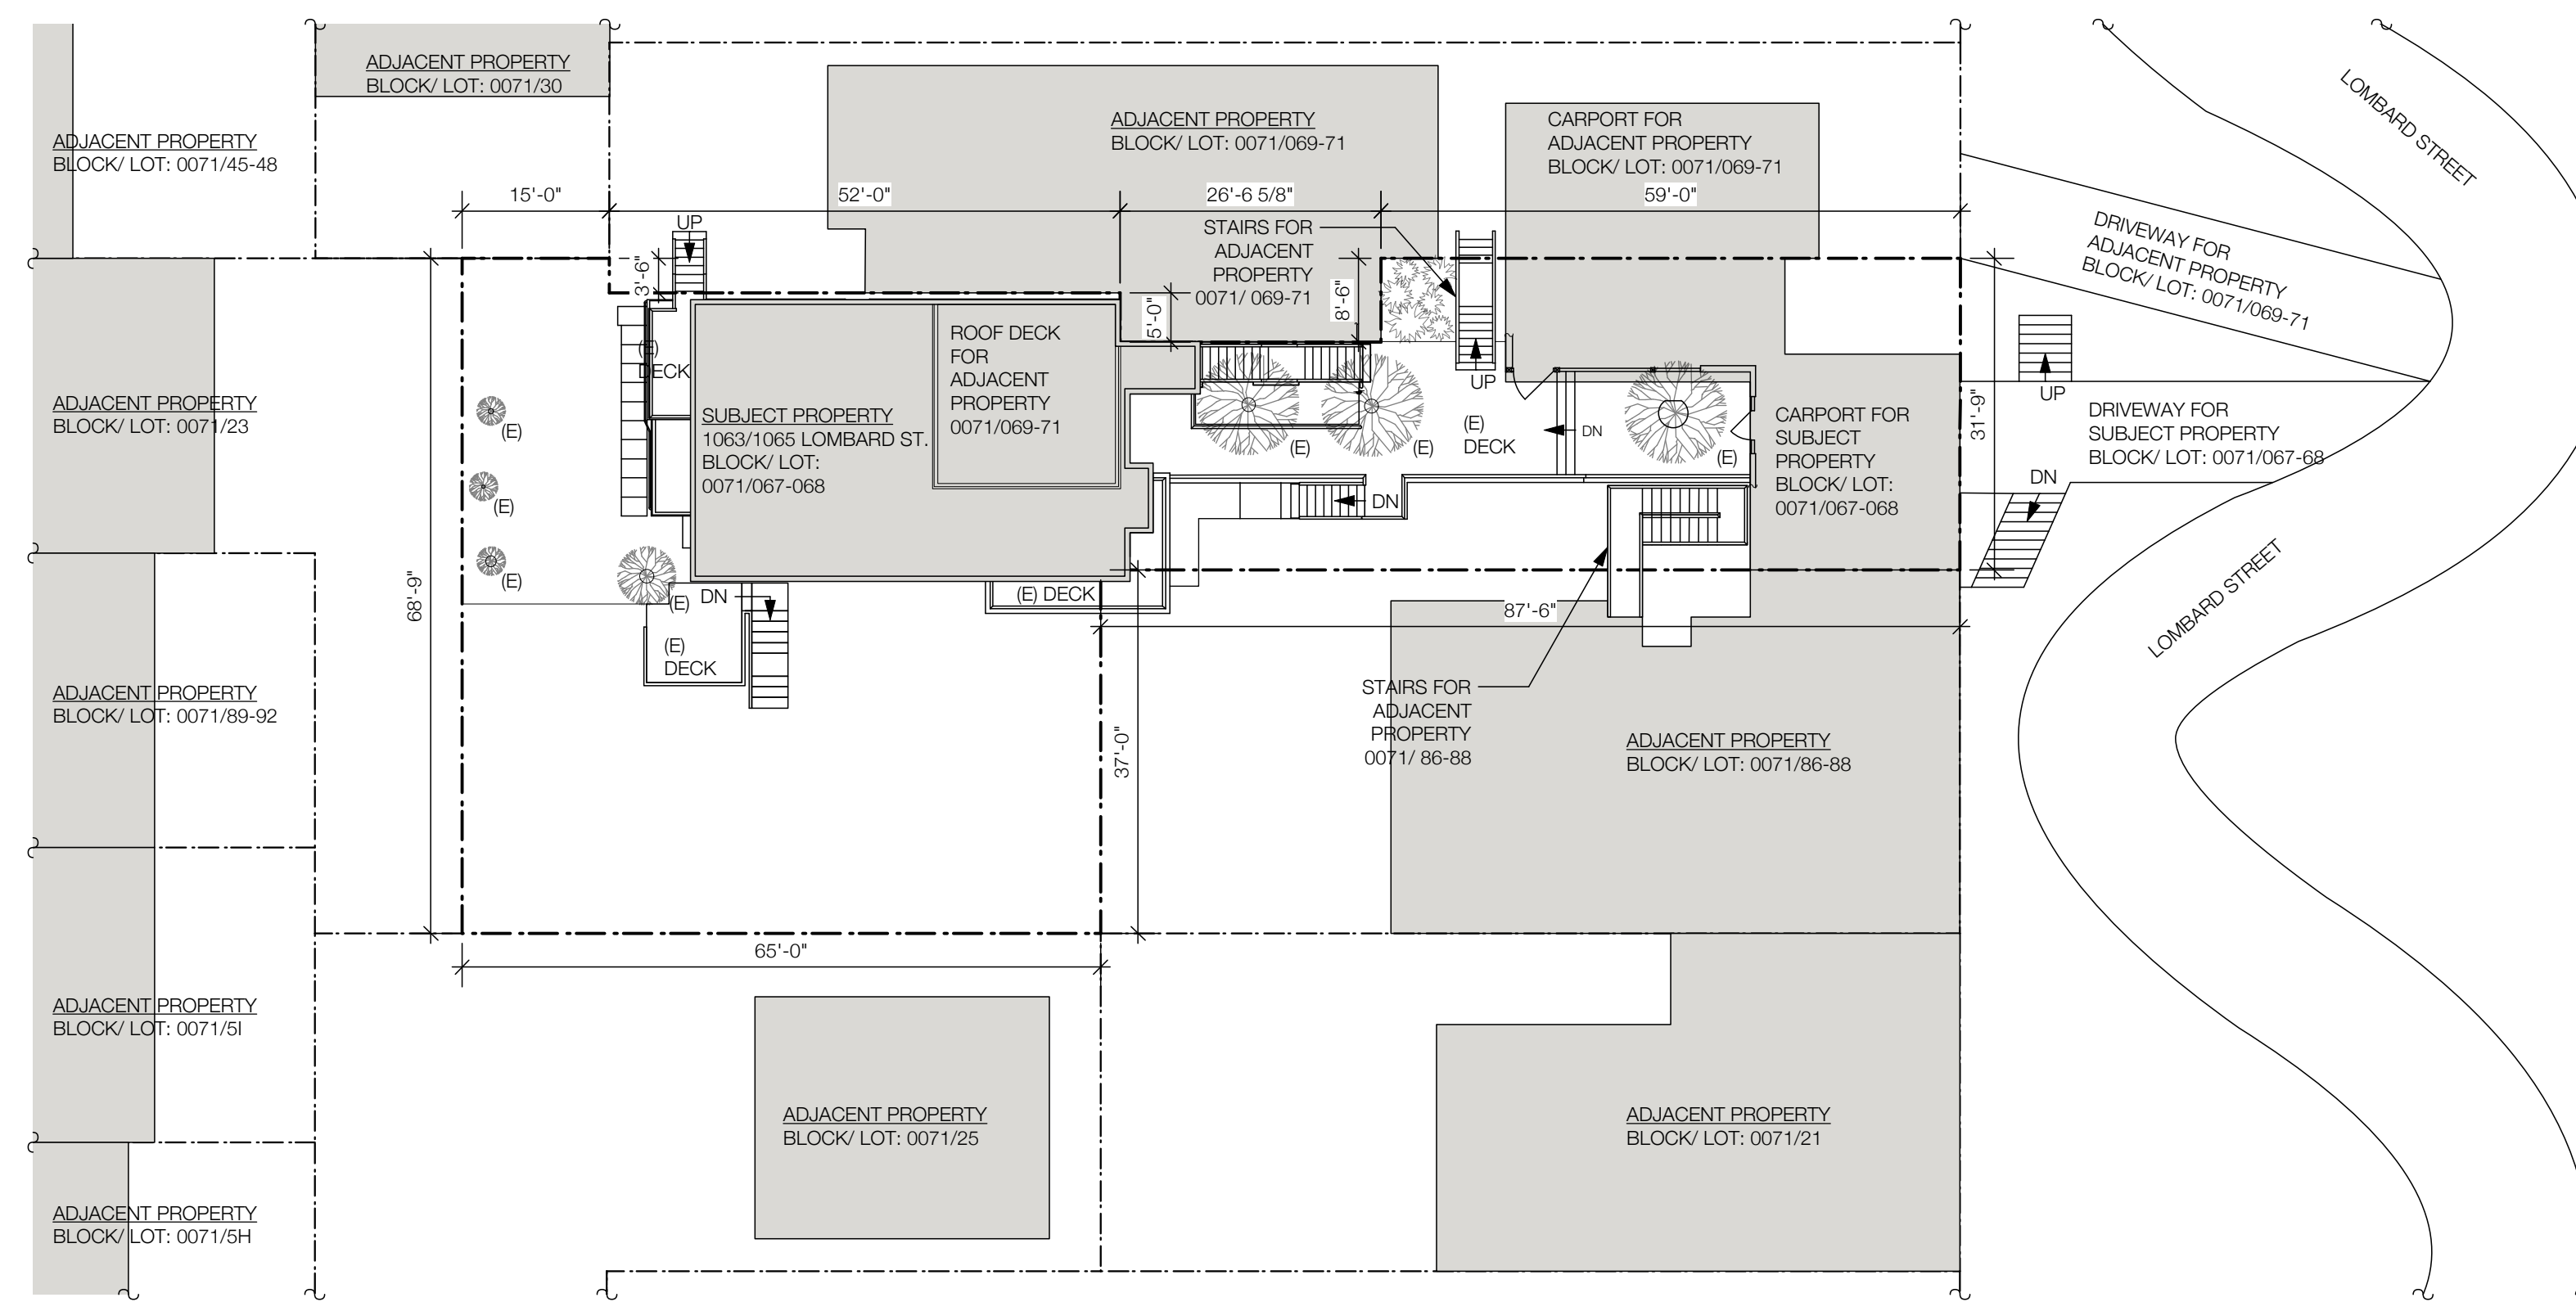 ADJACENT PROPERTY
BLOCK/ LOT: 0071/30
ADJACENT PROPERTY
BLOCK/ LOT: 0071/45-48
ADJACENT PROPERTY
BLOCK/ LOT: 0071/069-71
CARPORT FOR
ADJACENT PROPERTY
BLOCK/ LOT: 0071/069-71
LOMBARD STREET
15'-0"
52'-0"
26'-6 5/8"
59'-0"
UP
STAIRS FOR
ADJACENT
PROPERTY
0071/ 069-71
DRIVEWAY FOR
ADJACENT PROPERTY
BLOCK/ LOT: 0071/069-71
3'-6"
5'-0"
8'-6"
(E)
DECK
ROOF DECK
FOR
ADJACENT
PROPERTY
0071/069-71
UP
UP
31'-9"
ADJACENT PROPERTY
BLOCK/ LOT: 0071/23
(E)
(E)
(E)
SUBJECT PROPERTY
1063/1065 LOMBARD ST.
BLOCK/ LOT:
0071/067-068
(E)
(E)
(E)
DECK
DN
(E)
CARPORT FOR
SUBJECT
PROPERTY
BLOCK/ LOT:
0071/067-068
DRIVEWAY FOR
SUBJECT PROPERTY
BLOCK/ LOT: 0071/067-68
DN
DN
68'-9"
(E)
DN
(E) DECK
(E)
DECK
87'-6"
LOMBARD STREET
ADJACENT PROPERTY
BLOCK/ LOT: 0071/89-92
37'-0"
STAIRS FOR
ADJACENT
PROPERTY
0071/ 86-88
ADJACENT PROPERTY
BLOCK/ LOT: 0071/86-88
65'-0"
ADJACENT PROPERTY
BLOCK/ LOT: 0071/5I
ADJACENT PROPERTY
BLOCK/ LOT: 0071/25
ADJACENT PROPERTY
BLOCK/ LOT: 0071/21
ADJACENT PROPERTY
BLOCK/ LOT: 0071/5H